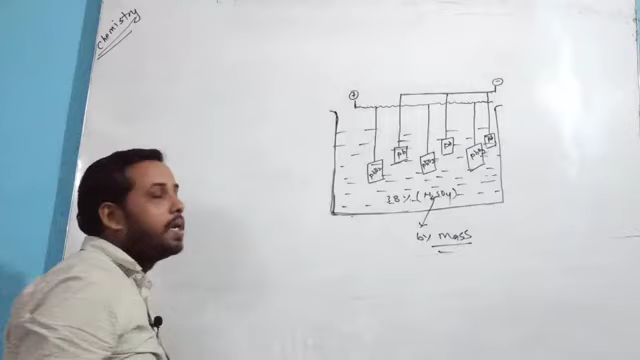 Chemistry
+ -
PbO2 Pb PbO2 Pb PbO2 Pb
38% (H2SO4)
by mass